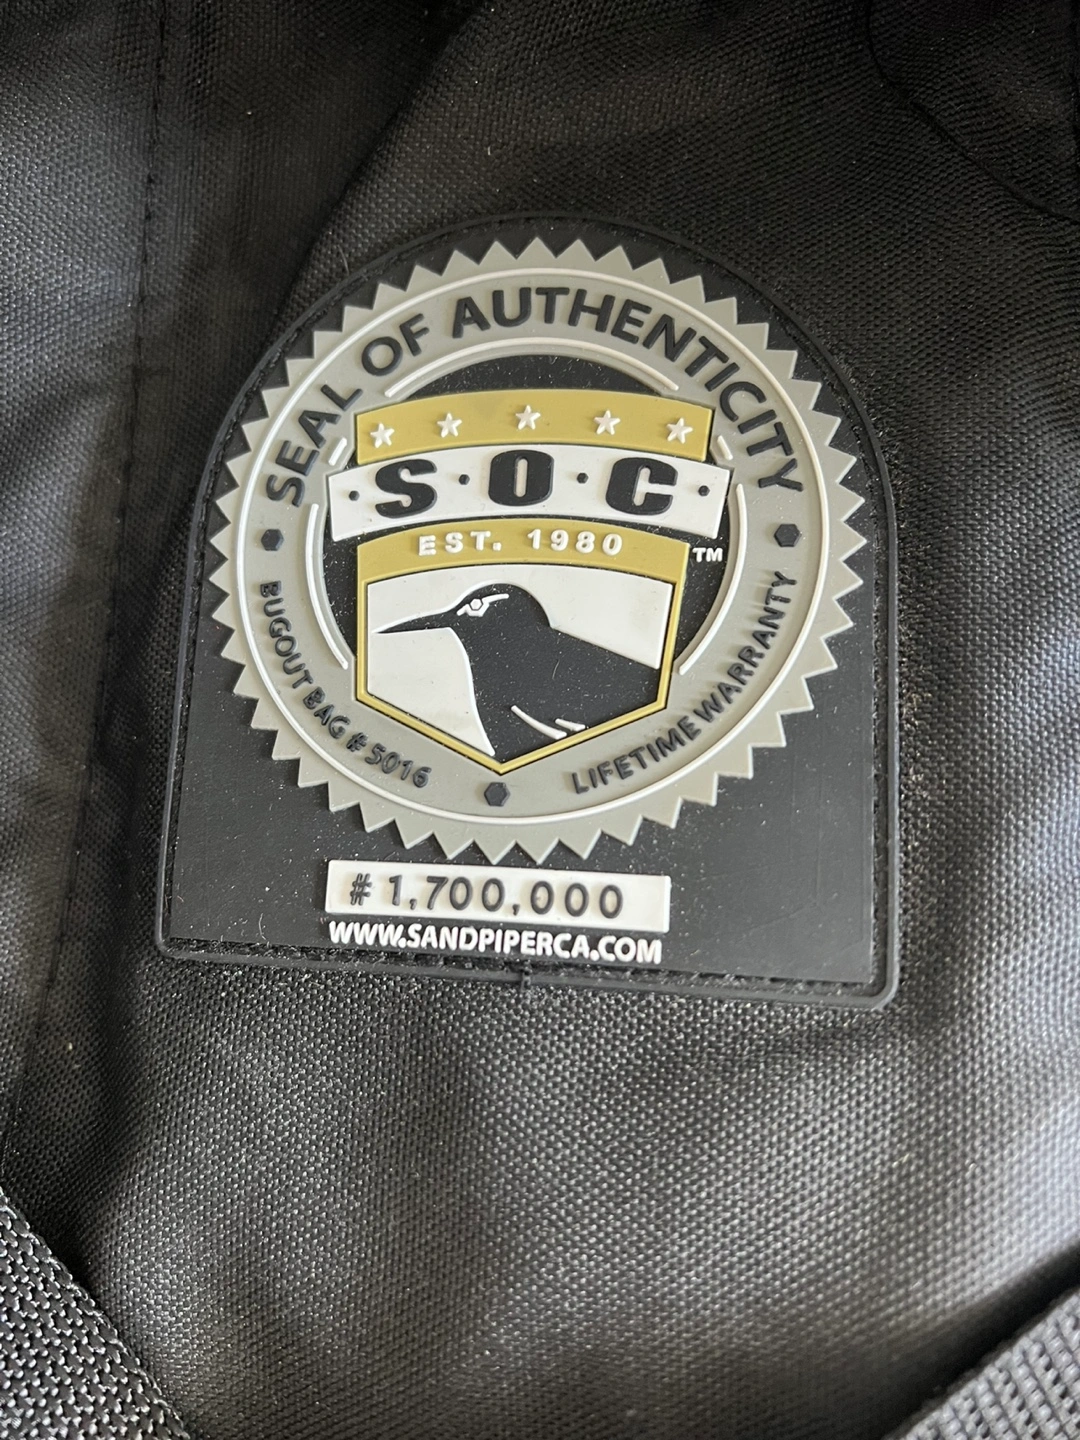 SEAL OF AUTHENTICITY
S·O·C
EST. 1980
TM
BUGOUT BAG # 5016
LIFETIME WARRANTY
# 1,700,000
WWW.SANDPIPERCA.COM